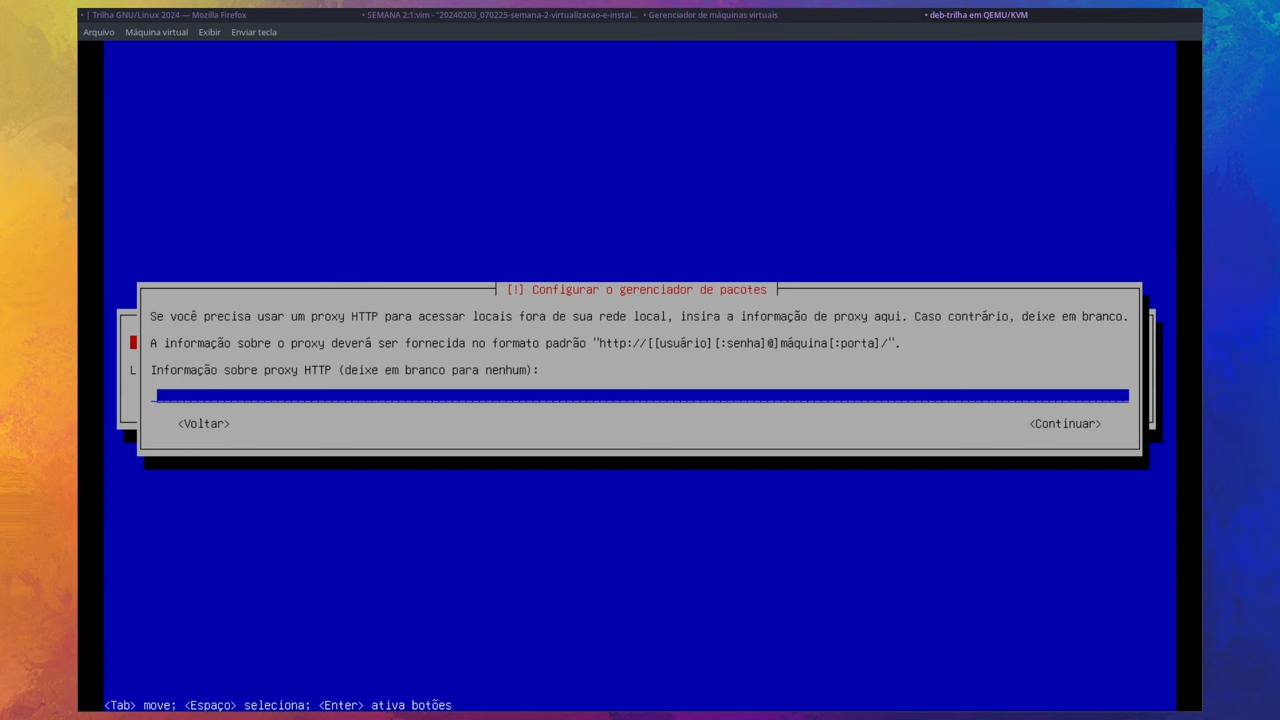 • | Trilha GNU/Linux 2024 — Mozilla Firefox
• SEMANA 2:1:vim - "20240203_070225-semana-2-virtualizacao-e-instal...
• Gerenciador de máquinas virtuais
• deb-trilha em QEMU/KVM
Arquivo Máquina virtual Exibir Enviar tecla
[!] Configurar o gerenciador de pacotes
Se você precisa usar um proxy HTTP para acessar locais fora de sua rede local, insira a informação de proxy aqui. Caso contrário, deixe em branco.
A informação sobre o proxy deverá ser fornecida no formato padrão "http://[[usuário][:senha]@]máquina[:porta]/".
L
Informação sobre proxy HTTP (deixe em branco para nenhum):
<Voltar> <Continuar>
<Tab> move; <Espaço> seleciona; <Enter> ativa botões